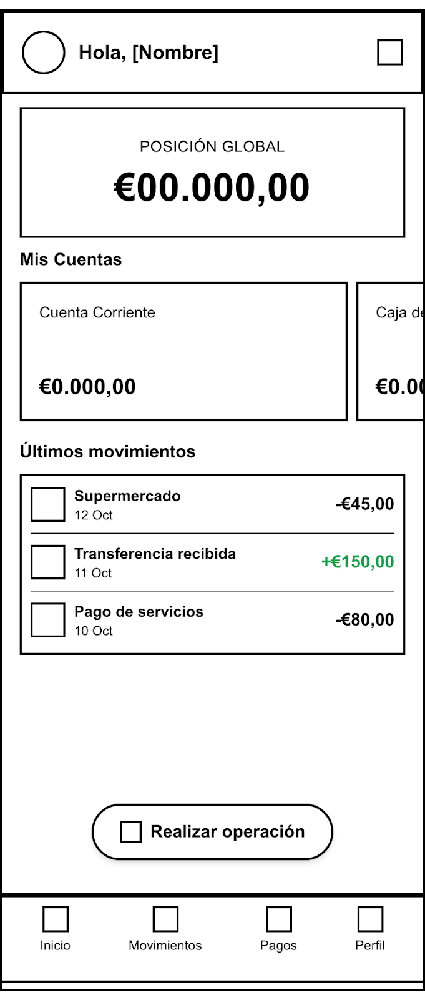 Hola, [Nombre]
POSICIÓN GLOBAL
€00.000,00
Mis Cuentas
Cuenta Corriente
Caja de
€0.000,00
€0.00
Últimos movimientos
Supermercado
12 Oct
-€45,00
Transferencia recibida
11 Oct
+€150,00
Pago de servicios
10 Oct
-€80,00
Realizar operación
Inicio
Movimientos
Pagos
Perfil